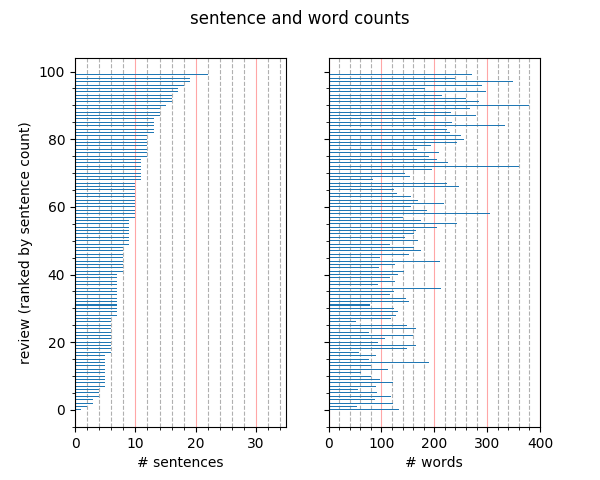 sentence and word counts
review (ranked by sentence count)
100
80
60
40
20
0
0 10 20 30
# sentences
0 100 200 300 400
# words